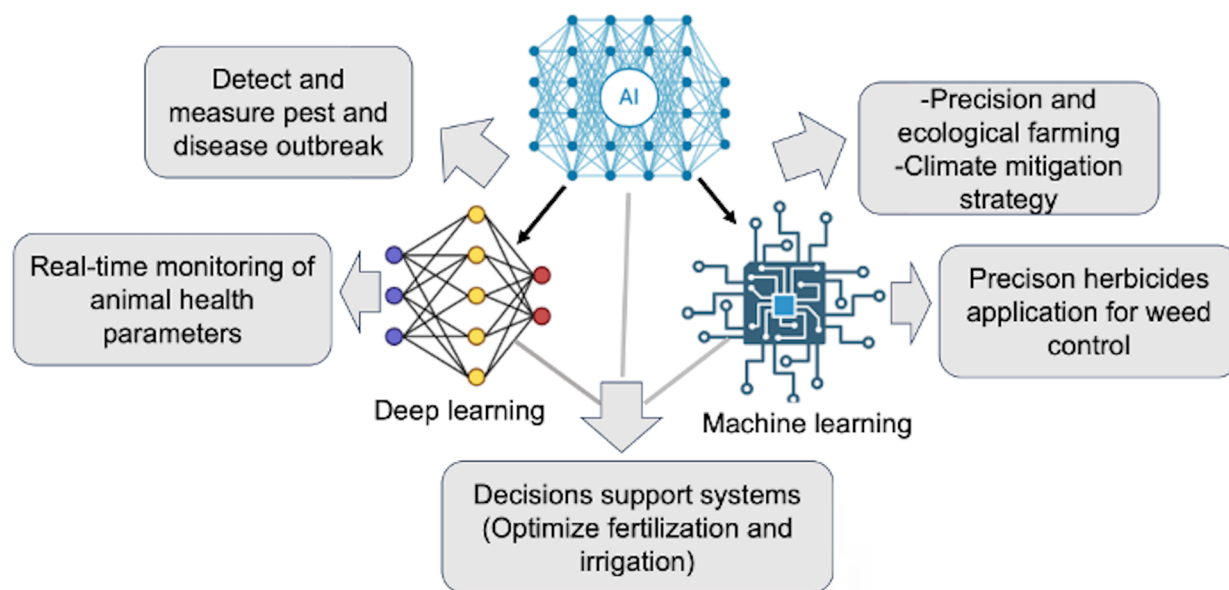 AI
Detect and
measure pest and
disease outbreak
-Precision and
ecological farming
-Climate mitigation
strategy
Real-time monitoring of
animal health
parameters
Precison herbicides
application for weed
control
Deep learning
Machine learning
Decisions support systems
(Optimize fertilization and
irrigation)